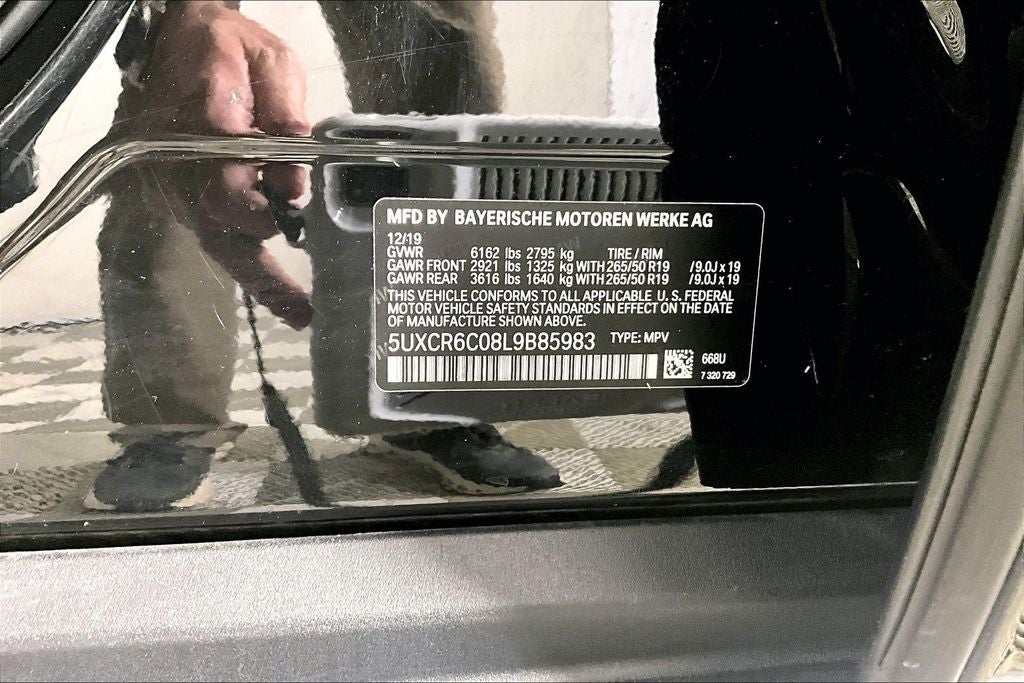 MFD BY BAYERISCHE MOTOREN WERKE AG
12/19
GVWR 6162 lbs 2795 kg TIRE / RIM
GAWR FRONT 2921 lbs 1325 kg WITH 265/50 R19 /9.0J x 19
GAWR REAR 3616 lbs 1640 kg WITH 265/50 R19 /9.0J x 19
THIS VEHICLE CONFORMS TO ALL APPLICABLE U.S. FEDERAL
MOTOR VEHICLE SAFETY STANDARDS IN EFFECT ON THE DATE
OF MANUFACTURE SHOWN ABOVE.
5UXCR6C08L9B85983 TYPE: MPV
668U
7 320 729